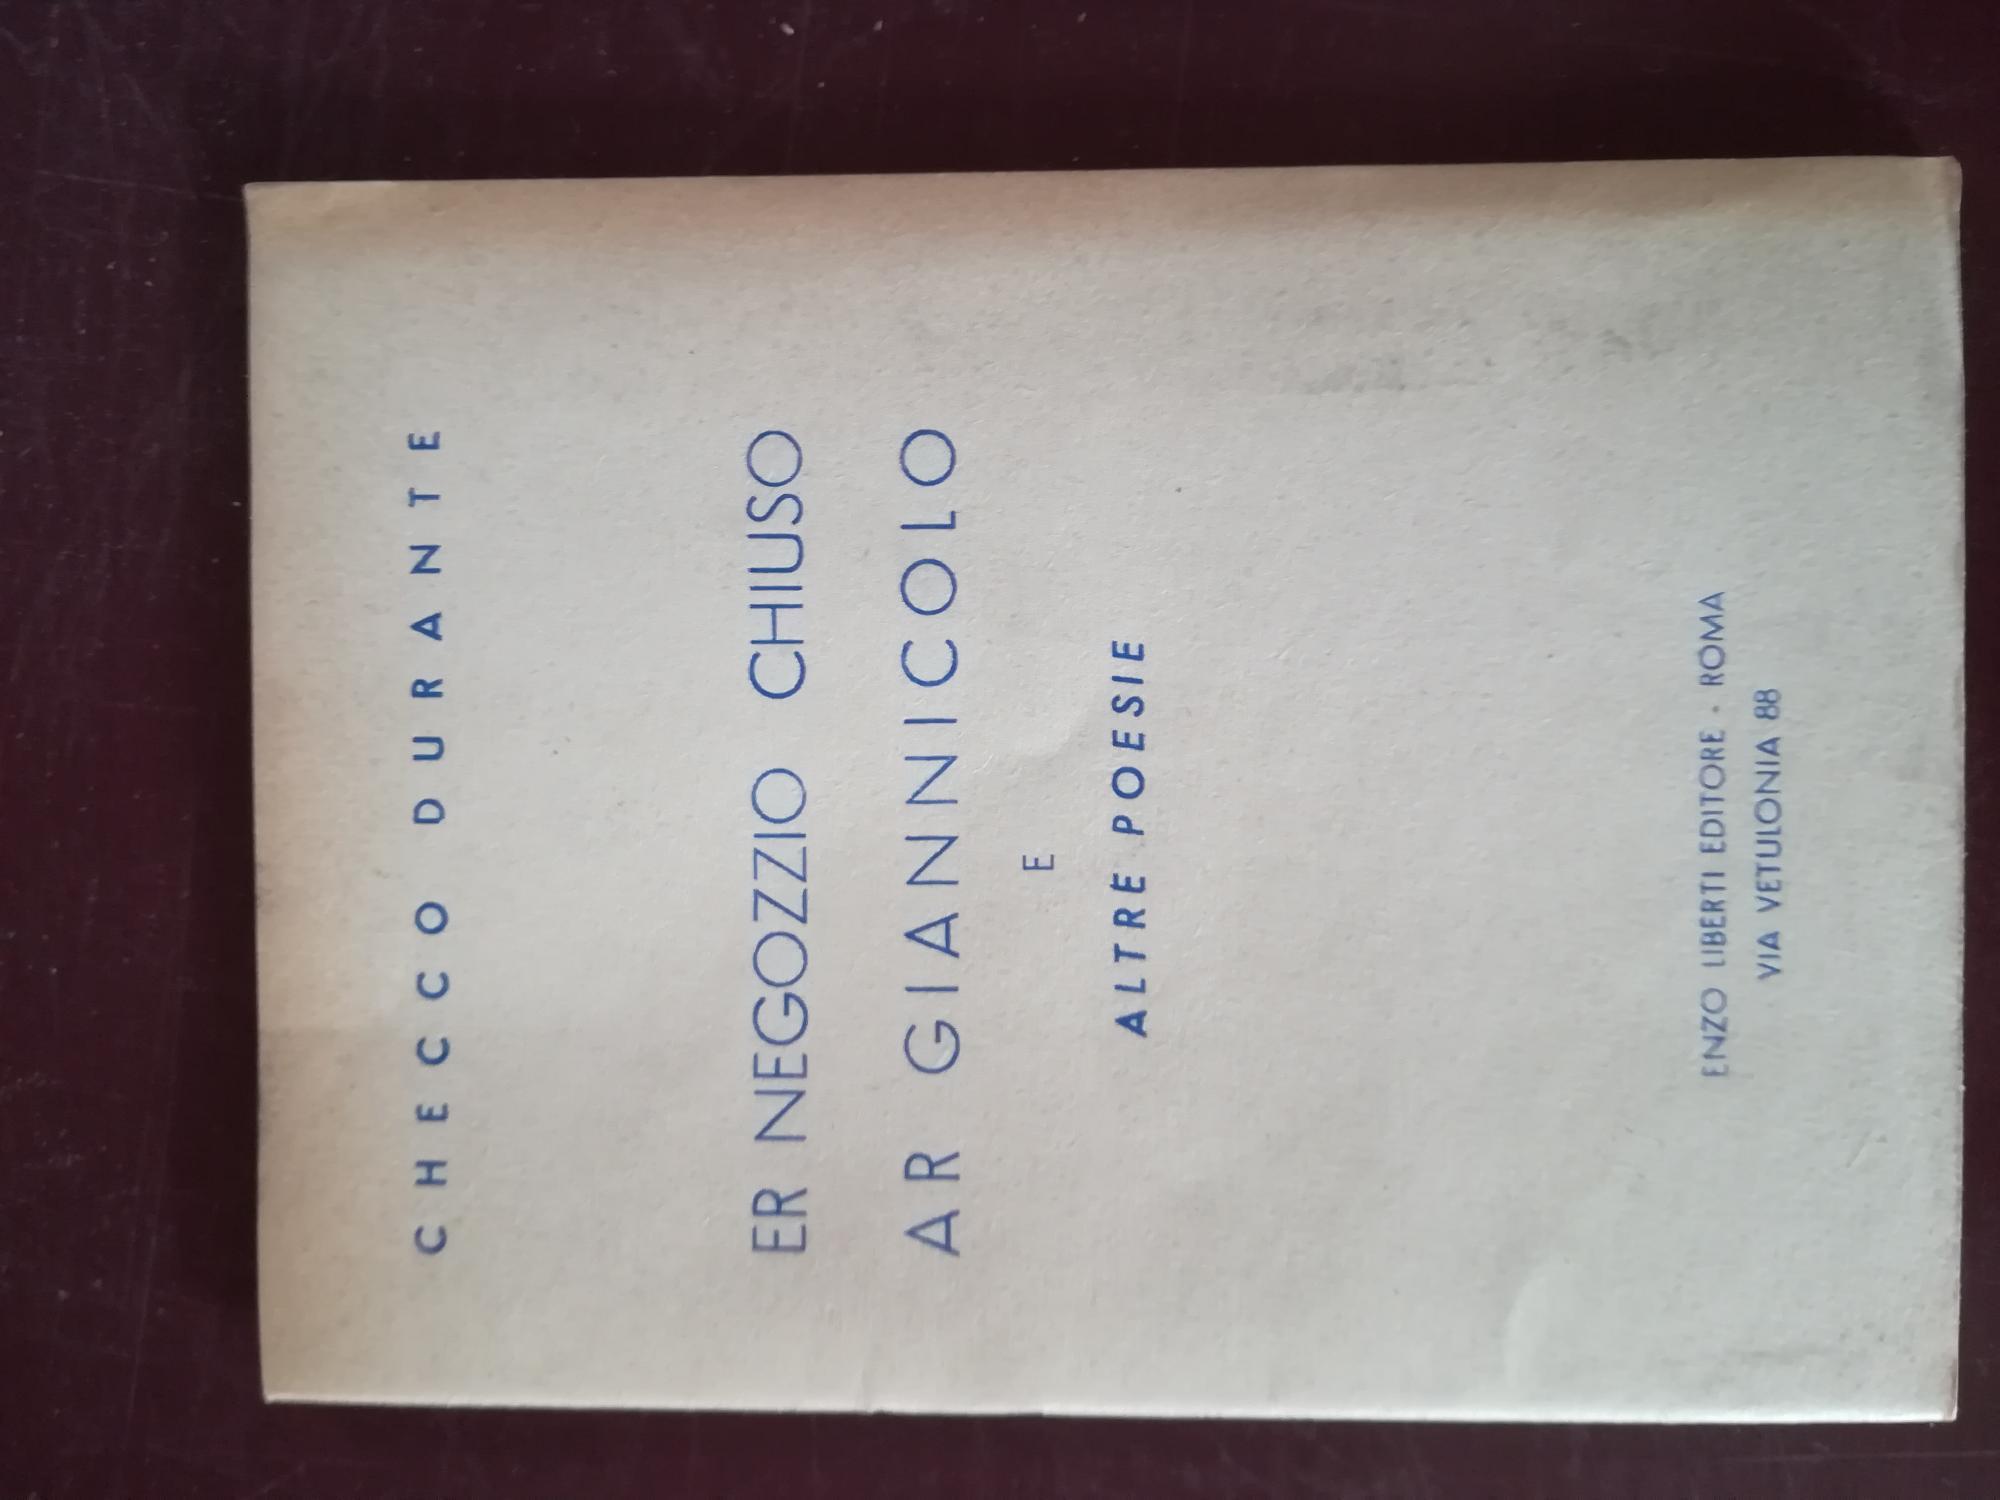 CHECCO DURANTE
ER NEGOZZIO CHIUSO
AR GIANNICOLO
E
ALTRE POESIE
ENZO LIBERTI EDITORE - ROMA
VIA VETULONIA 88